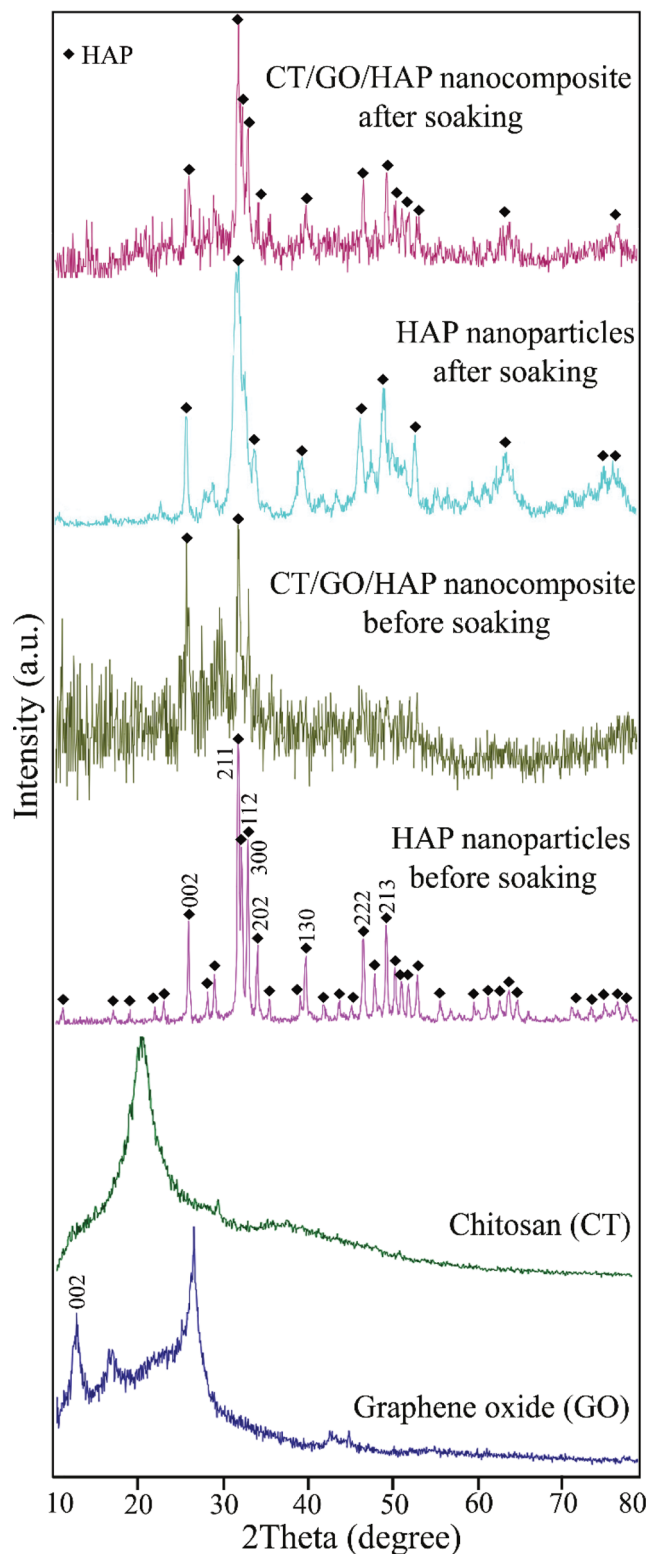 ◆ HAP
CT/GO/HAP nanocomposite
after soaking
HAP nanoparticles
after soaking
CT/GO/HAP nanocomposite
before soaking
211
112
300
HAP nanoparticles
before soaking
002
202
130
222
213
Chitosan (CT)
002
Graphene oxide (GO)
Intensity (a.u.)
10 20 30 40 50 60 70 80
2Theta (degree)